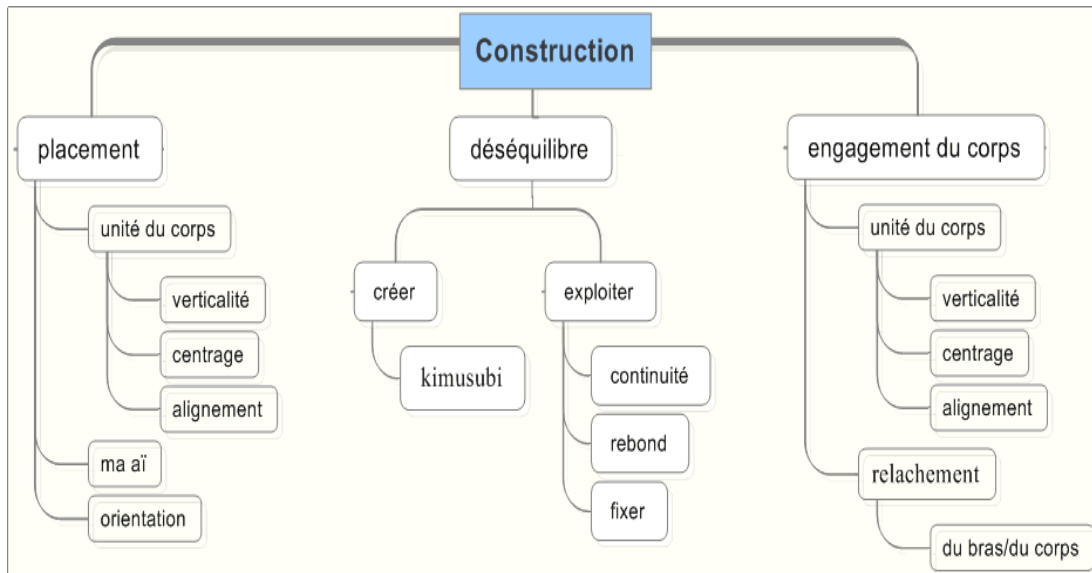 Construction
placement
unité du corps
verticalité
centrage
alignement
ma aï
orientation
déséquilibre
créer
kimusubi
exploiter
continuité
rebond
fixer
engagement du corps
unité du corps
verticalité
centrage
alignement
relachement
du bras/du corps